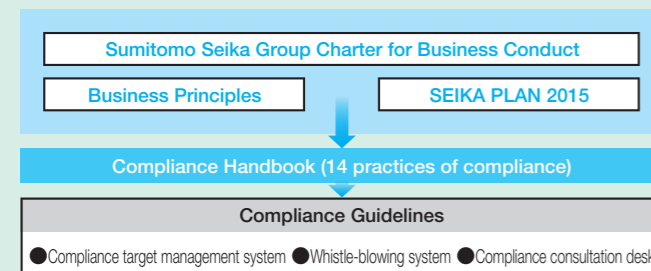 Sumitomo Seika Group Charter for Business Conduct
Business Principles SEIKA PLAN 2015
Compliance Handbook (14 practices of compliance)
Compliance Guidelines
●Compliance target management system ●Whistle-blowing system ●Compliance consultation desk